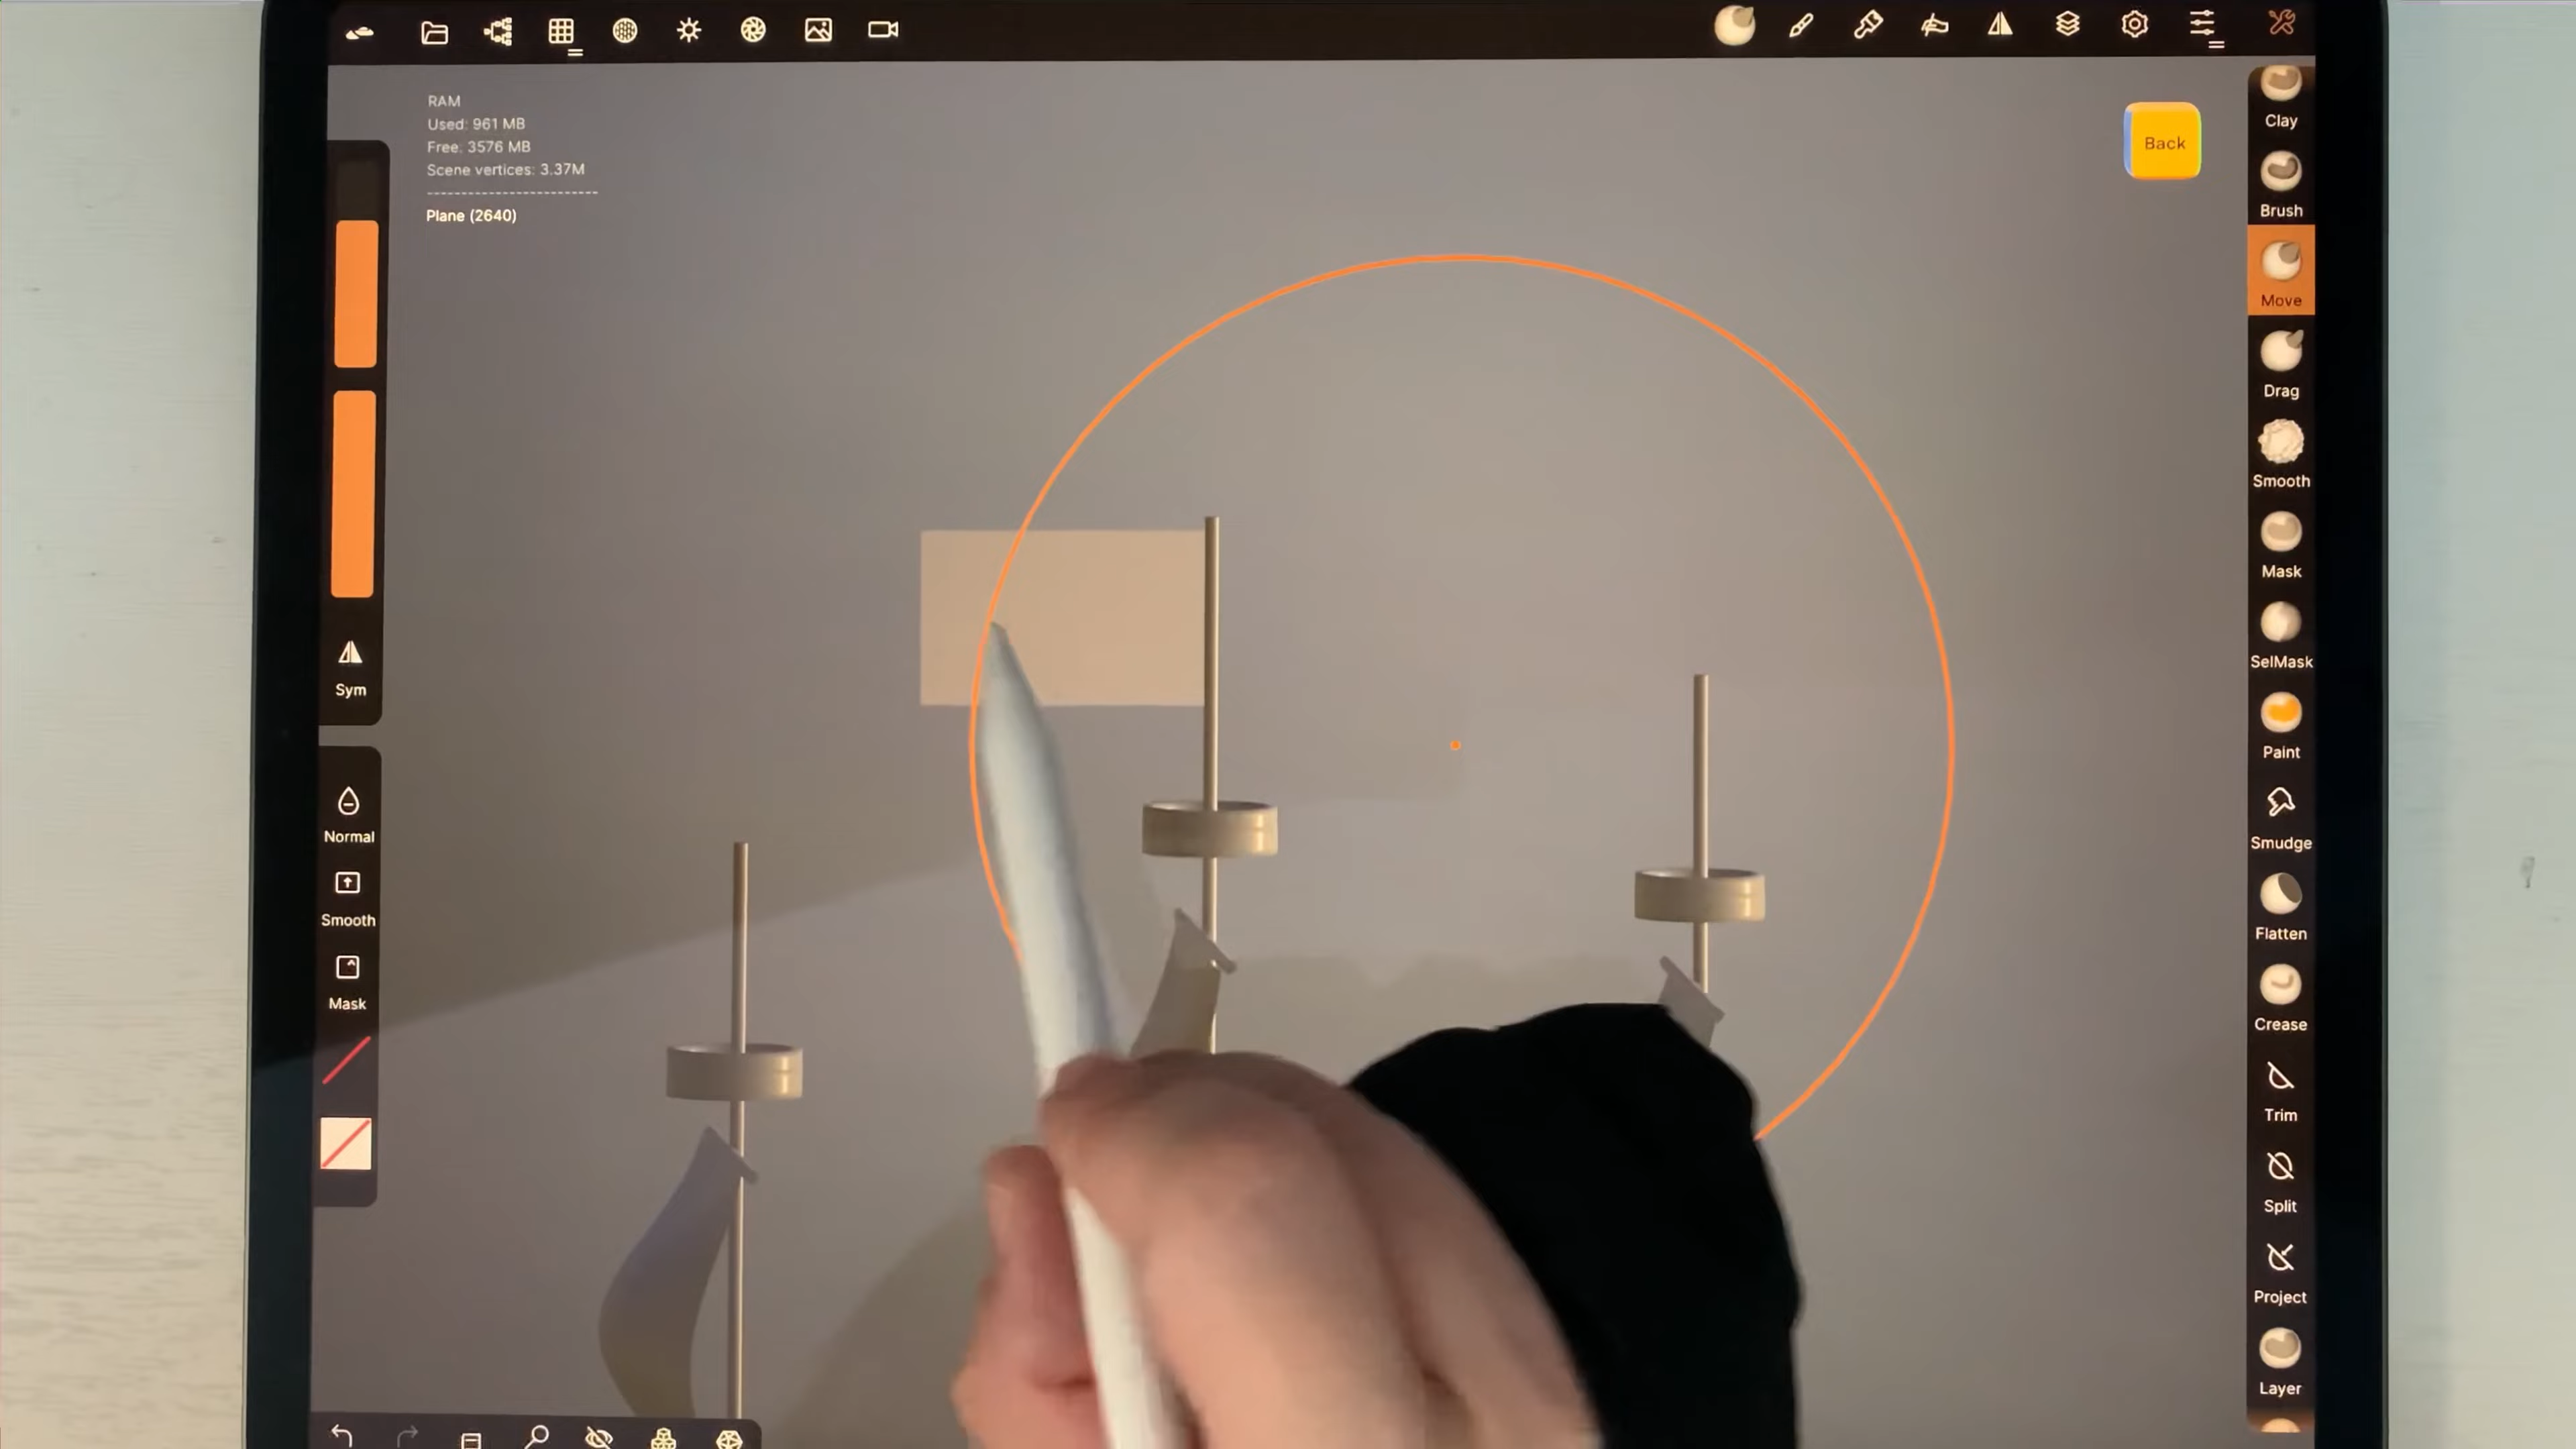 RAM
Used: 961 MB
Free: 3576 MB
Scene vertices: 3.37M
-------------------------
Plane (2640)
Back
Sym
Normal
Smooth
Mask
Clay
Brush
Move
Drag
Smooth
Mask
SelMask
Paint
Smudge
Flatten
Crease
Trim
Split
Project
Layer